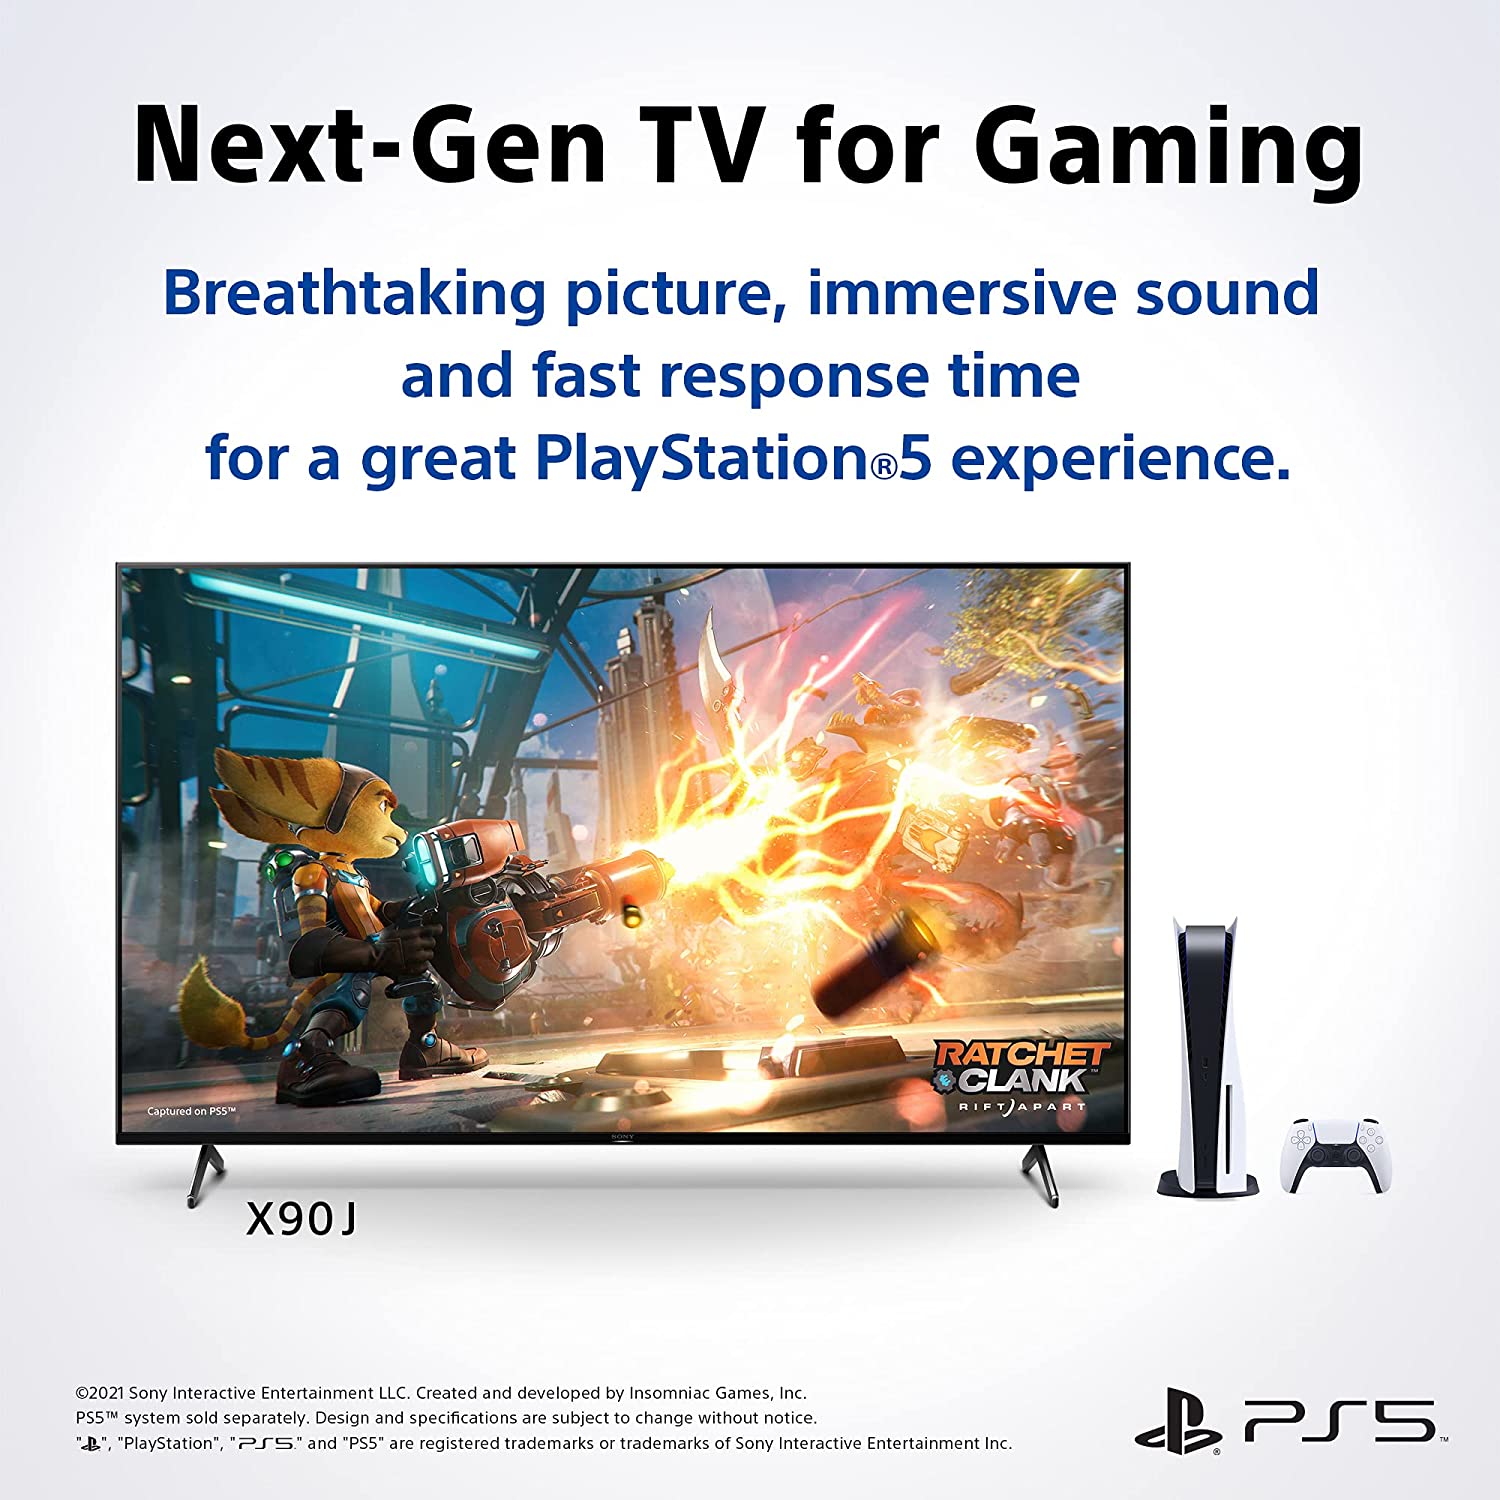 Next-Gen TV for Gaming
Breathtaking picture, immersive sound
and fast response time
for a great PlayStation®5 experience.
Captured on PS5™
RATCHET
CLANK™
RIFT APART
SONY
X90J
©2021 Sony Interactive Entertainment LLC. Created and developed by Insomniac Games, Inc.
PS5™ system sold separately. Design and specifications are subject to change without notice.
"", "PlayStation", "PS5" and "PS5" are registered trademarks or trademarks of Sony Interactive Entertainment Inc.
® PS5™